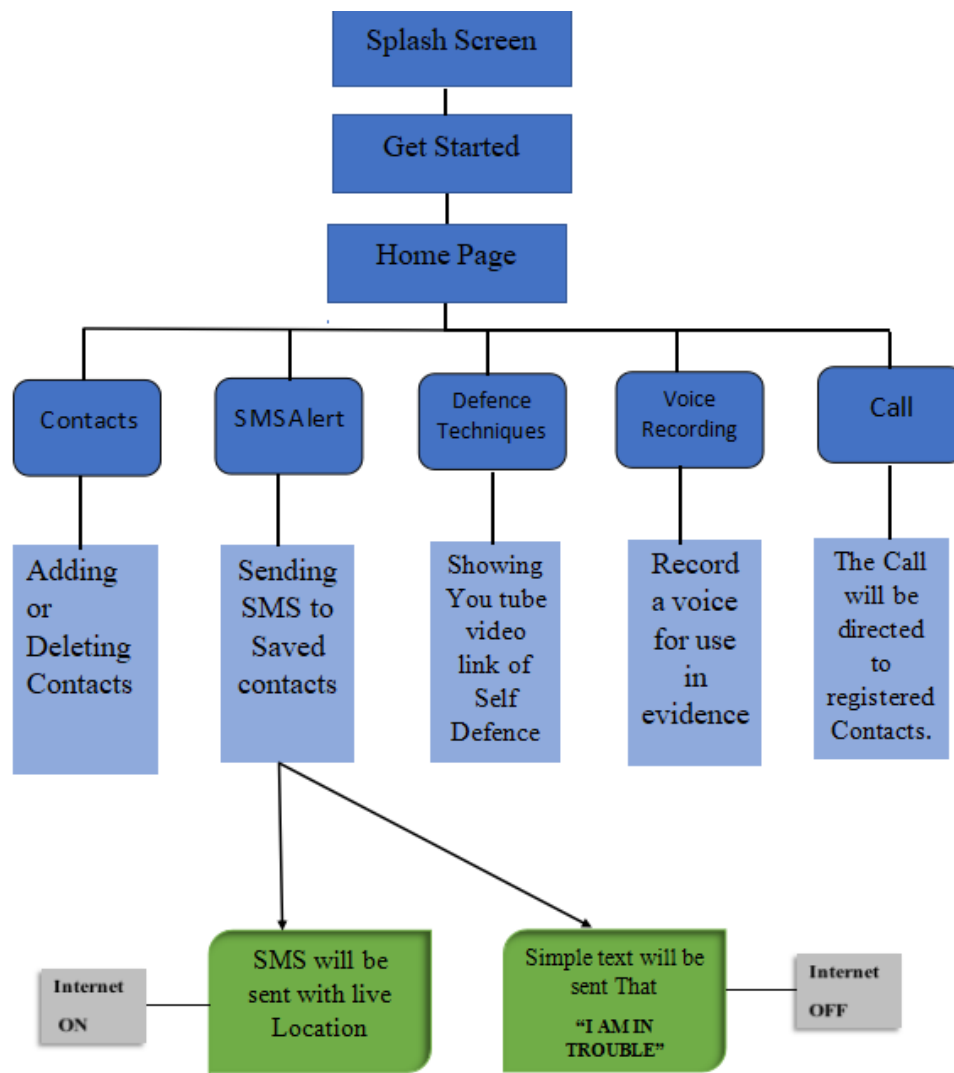 Splash Screen
Get Started
Home Page
Contacts
SMSAlert
Defence
Techniques
Voice
Recording
Call
Adding
or
Deleting
Contacts
Sending
SMS to
Saved
contacts
Showing
You tube
video
link of
Self
Defence
Record
a voice
for use
in
evidence
The Call
will be
directed
to
registered
Contacts.
Internet
ON
SMS will be
sent with live
Location
Simple text will be
sent That
“I AM IN
TROUBLE”
Internet
OFF